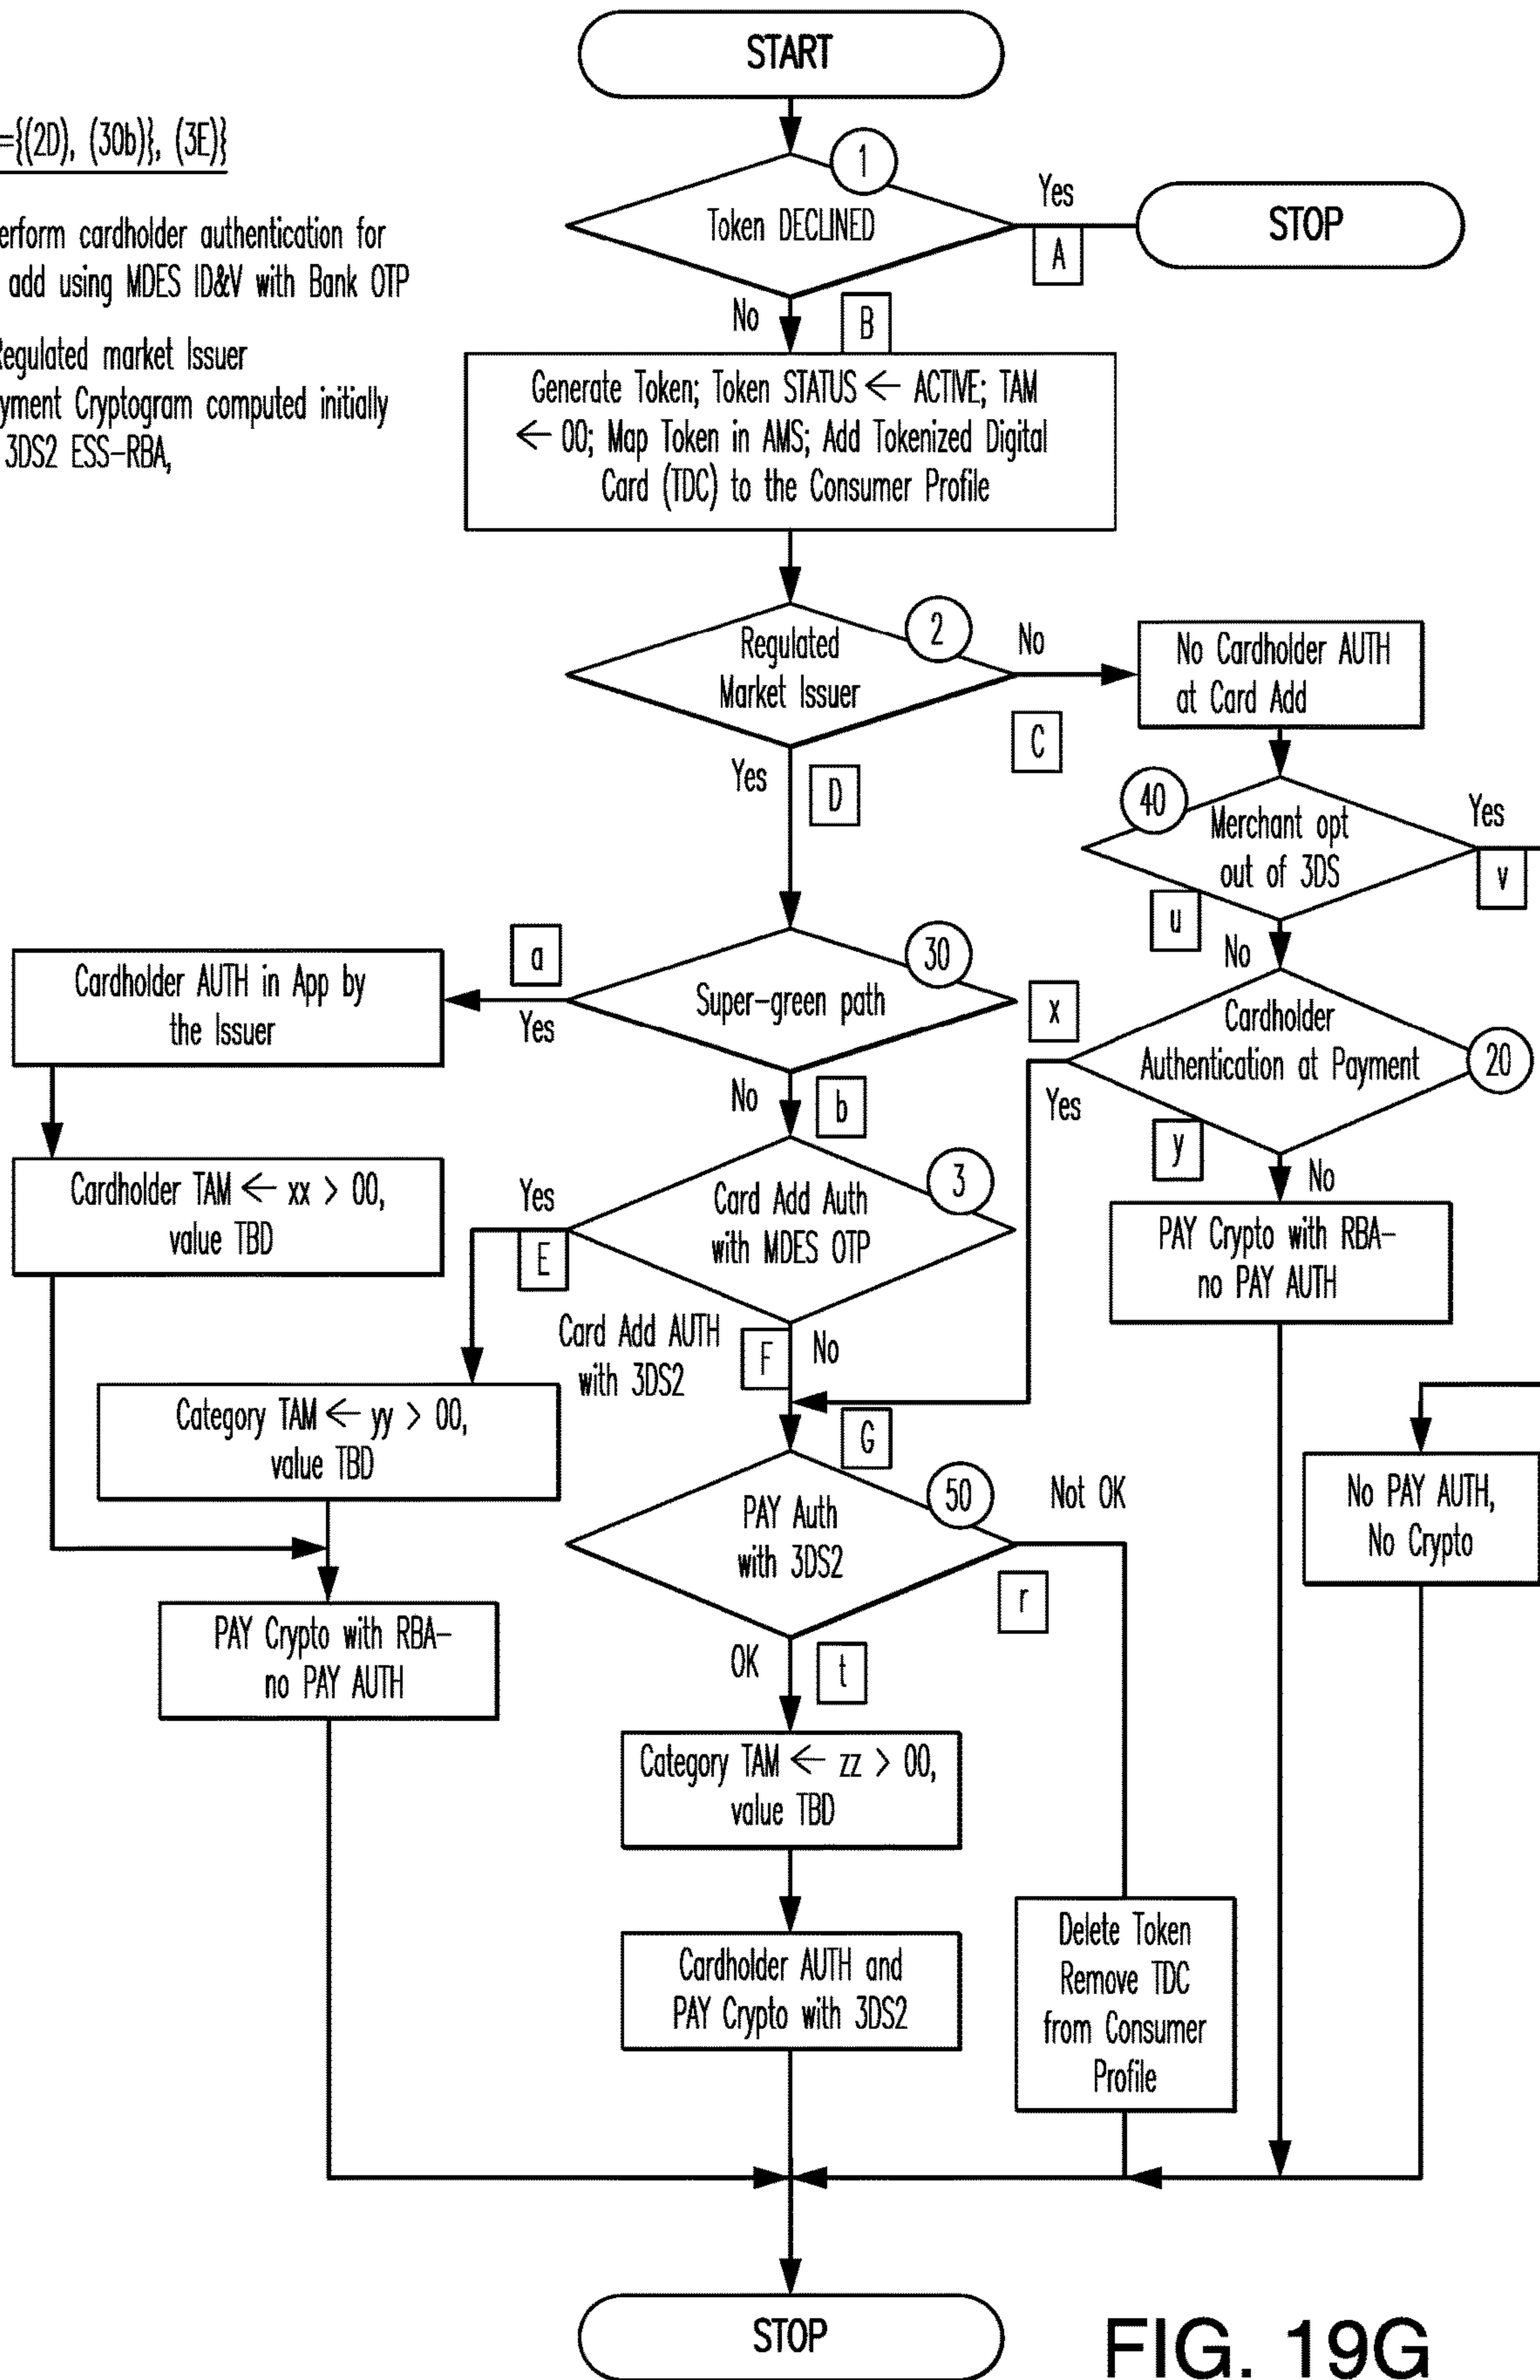 START
={(2D), (30b)}, (3E)}
1
Yes
Token DECLINED
STOP
A
erform cardholder authentication for
add using MDES ID&V with Bank OTP
No
B
Regulated market Issuer
yment Cryptogram computed initially
3DS2 ESS-RBA,
Generate Token; Token STATUS ← ACTIVE; TAM
← 00; Map Token in AMS; Add Tokenized Digital
Card (TDC) to the Consumer Profile
2
Regulated
Market Issuer
No
C
No Cardholder AUTH
at Card Add
Yes
D
40
Merchant opt
out of 3DS
Yes
v
u
No
a
30
Super-green path
Yes
Cardholder AUTH in App by
the Issuer
x
Cardholder
Authentication at Payment
20
Yes
No
b
y
No
Cardholder TAM ← xx > 00,
value TBD
Yes
E
3
Card Add Auth
with MDES OTP
PAY Crypto with RBA-
no PAY AUTH
Card Add AUTH
with 3DS2
F
No
Category TAM ← yy > 00,
value TBD
G
50
PAY Auth
with 3DS2
Not OK
r
No PAY AUTH,
No Crypto
PAY Crypto with RBA-
no PAY AUTH
OK
t
Category TAM ← zz > 00,
value TBD
Cardholder AUTH and
PAY Crypto with 3DS2
Delete Token
Remove TDC
from Consumer
Profile
STOP
FIG. 19G